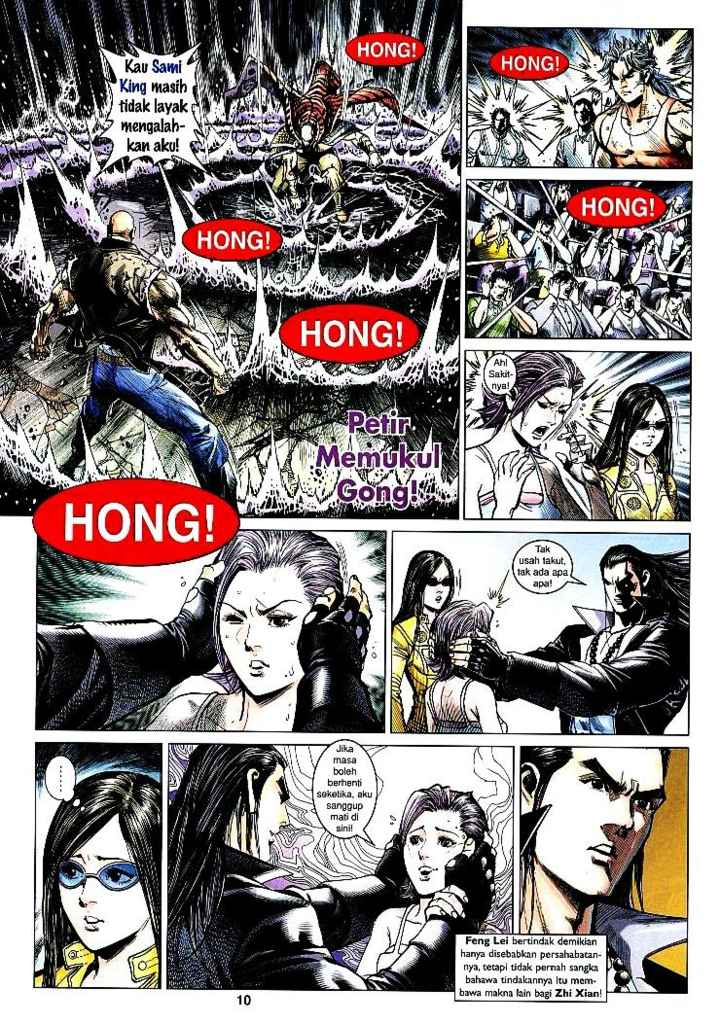 Kau Sami
King masih
tidak layak
mengalah-
kan aku!
HONG!
HONG!
HONG!
HONG!
Petir
Memukul
Gong!
HONG!
HONG!
Ah!
Sakit-
nya!
HONG!
Tak
usah takut,
tak ada apa
apa!
......
Jika
masa
boleh
berhenti
seketika, aku
sanggup
mati di
sini!
Feng Lei bertindak demikian
hanya disebabkan persahabatan-
nya, tetapi tidak pernah sangka
bahawa tindakannya itu mem-
bawa makna lain bagi Zhi Xian!
10